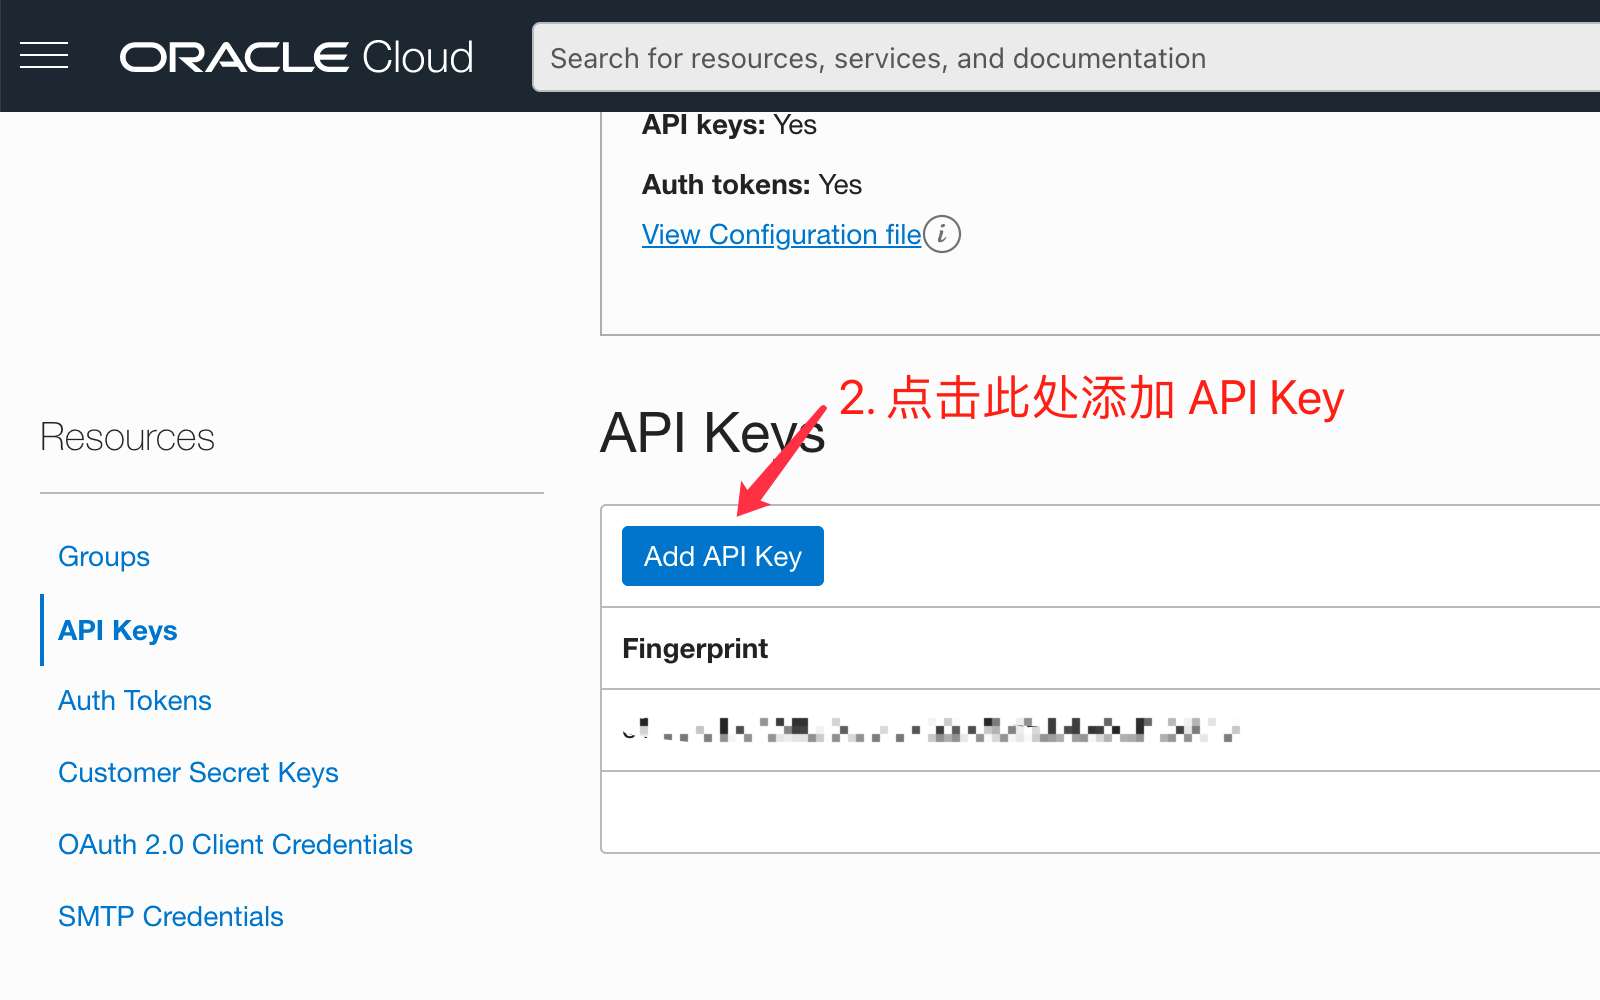 ORACLE Cloud
Search for resources, services, and documentation
API keys: Yes
Auth tokens: Yes
View Configuration file
2. 点击此处添加 API Key
API Keys
Add API Key
Fingerprint
Resources
Groups
API Keys
Auth Tokens
Customer Secret Keys
OAuth 2.0 Client Credentials
SMTP Credentials